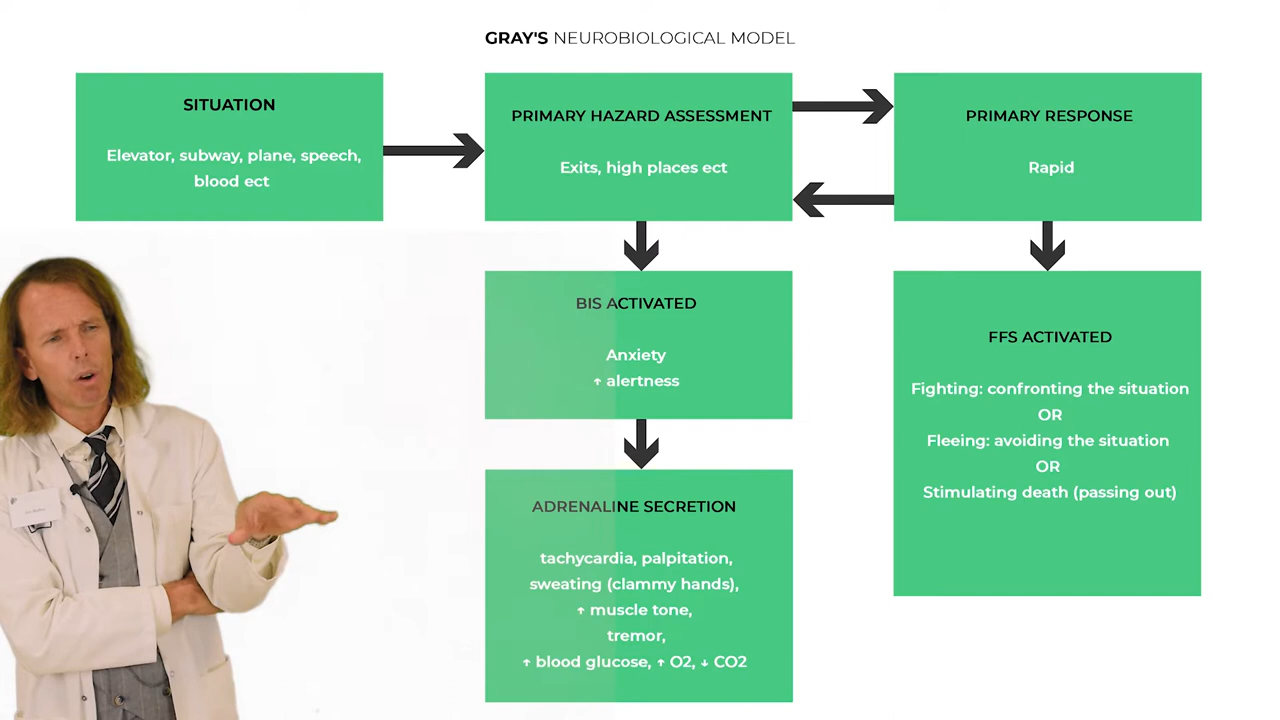 GRAY'S NEUROBIOLOGICAL MODEL
SITUATION
Elevator, subway, plane, speech,
blood ect
PRIMARY HAZARD ASSESSMENT
Exits, high places ect
PRIMARY RESPONSE
Rapid
BIS ACTIVATED
Anxiety
↑ alertness
FFS ACTIVATED
Fighting: confronting the situation
OR
Fleeing: avoiding the situation
OR
Stimulating death (passing out)
ADRENALINE SECRETION
tachycardia, palpitation,
sweating (clammy hands),
↑ muscle tone,
tremor,
↑ blood glucose, ↑ O2, ↓ CO2